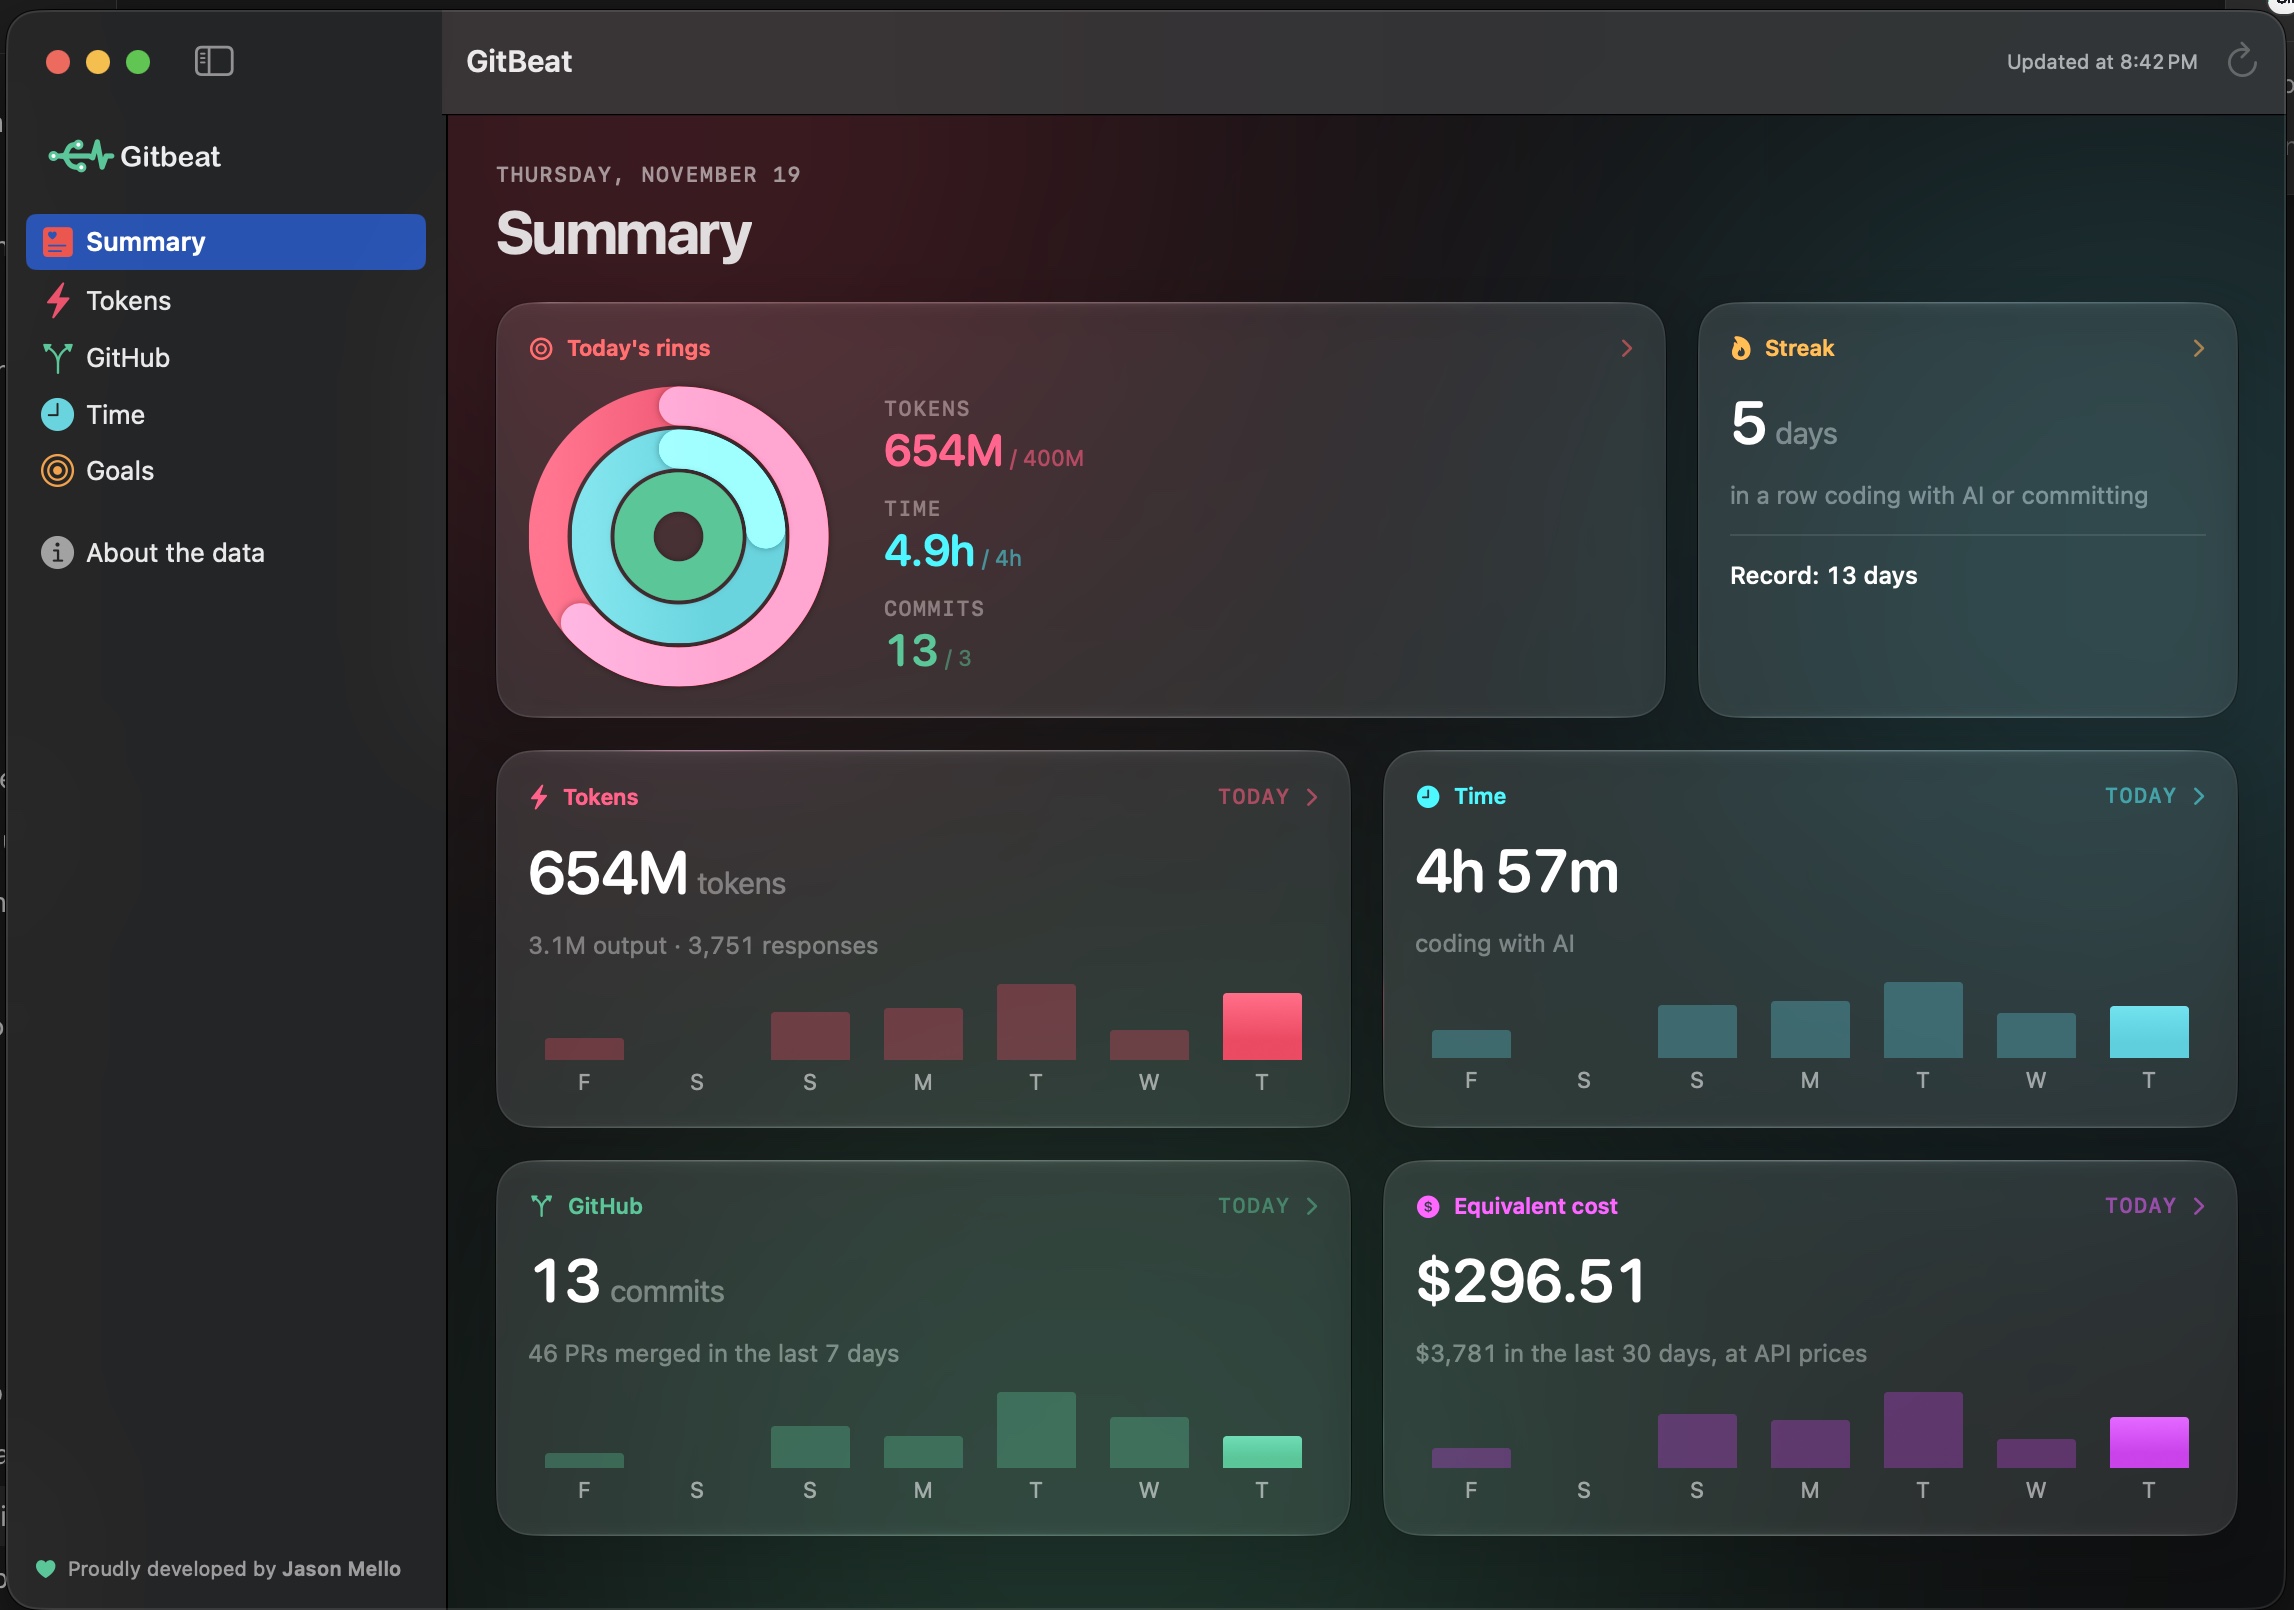 GitBeat
Updated at 8:42 PM
Gitbeat
Summary
Tokens
GitHub
Time
Goals
About the data
Proudly developed by Jason Mello
THURSDAY, NOVEMBER 19
Summary
Today's rings
TOKENS
654M / 400M
TIME
4.9h / 4h
COMMITS
13 / 3
Streak
5 days
in a row coding with AI or committing
Record: 13 days
Tokens
TODAY
654M tokens
3.1M output · 3,751 responses
F S S M T W T
Time
TODAY
4h 57m
coding with AI
F S S M T W T
GitHub
TODAY
13 commits
46 PRs merged in the last 7 days
F S S M T W T
Equivalent cost
TODAY
$296.51
$3,781 in the last 30 days, at API prices
F S S M T W T